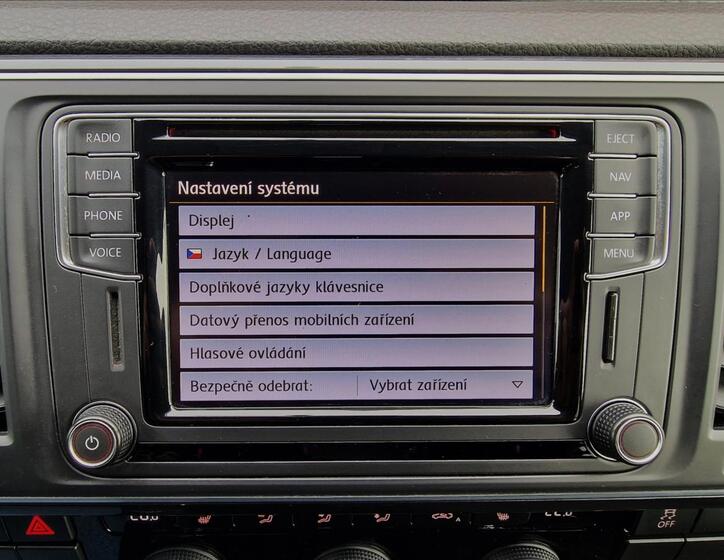 RADIO
MEDIA
PHONE
VOICE
EJECT
NAV
APP
MENU
Nastavení systému
Displej
Jazyk / Language
Doplňkové jazyky klávesnice
Datový přenos mobilních zařízení
Hlasové ovládání
Bezpečně odebrat: Vybrat zařízení
OFF